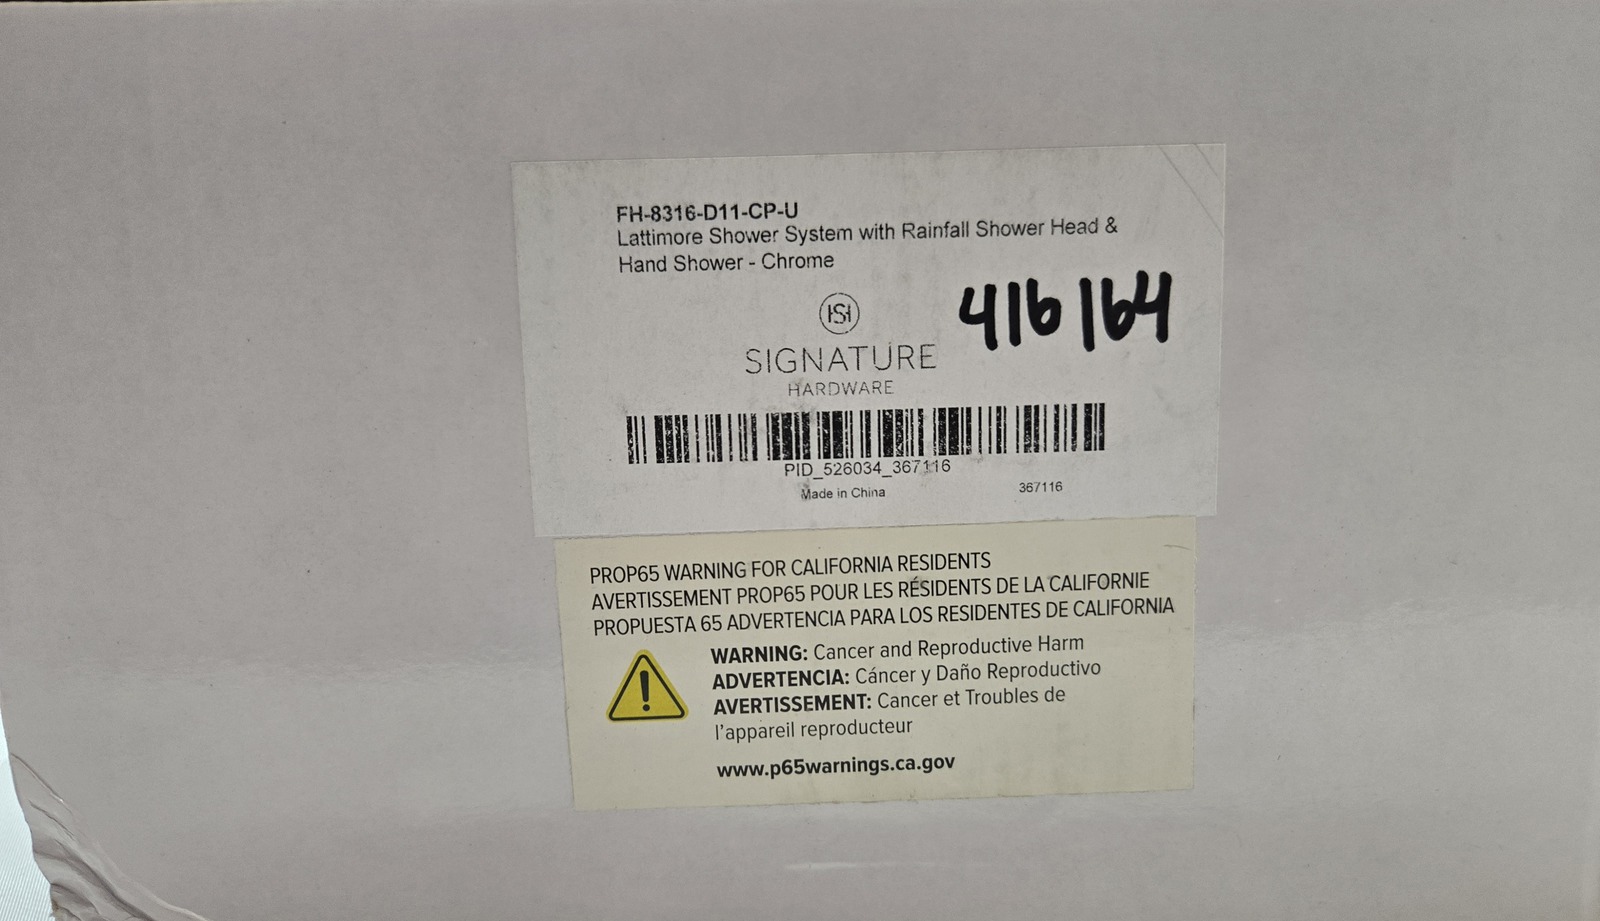 FH-8316-D11-CP-U
Lattimore Shower System with Rainfall Shower Head &
Hand Shower - Chrome
416164
HS
SIGNATURE
HARDWARE
PID_526034_367116
Made in China
367116
PROP65 WARNING FOR CALIFORNIA RESIDENTS
AVERTISSEMENT PROP65 POUR LES RÉSIDENTS DE LA CALIFORNIE
PROPUESTA 65 ADVERTENCIA PARA LOS RESIDENTES DE CALIFORNIA
WARNING: Cancer and Reproductive Harm
ADVERTENCIA: Cáncer y Daño Reproductivo
AVERTISSEMENT: Cancer et Troubles de
l'appareil reproducteur
www.p65warnings.ca.gov